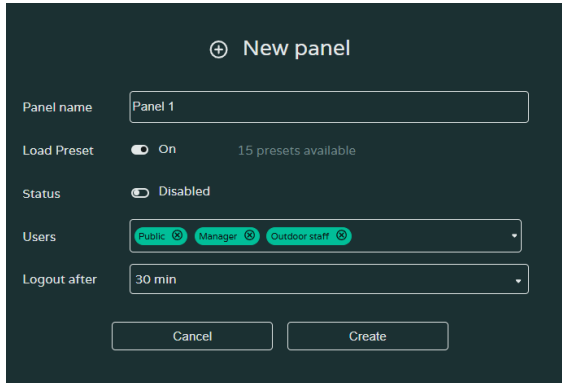 New panel
Panel name Panel 1
Load Preset On 15 presets available
Status Disabled
Users Public Manager Outdoor staff
Logout after 30 min
Cancel Create